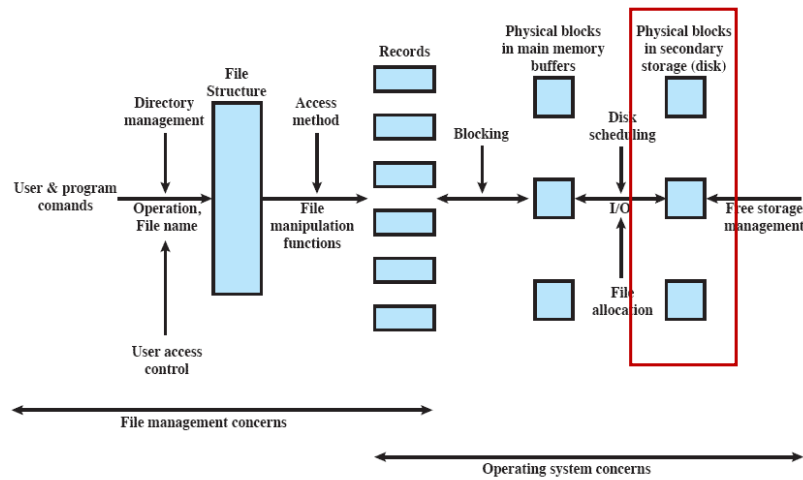 Records
Physical blocks
in main memory
buffers
Physical blocks
in secondary
storage (disk)
File
Structure
Directory
management
Access
method
Blocking
Disk
scheduling
User & program
comands
Operation,
File name
File
manipulation
functions
I/O
Free storage
management
File
allocation
User access
control
File management concerns
Operating system concerns